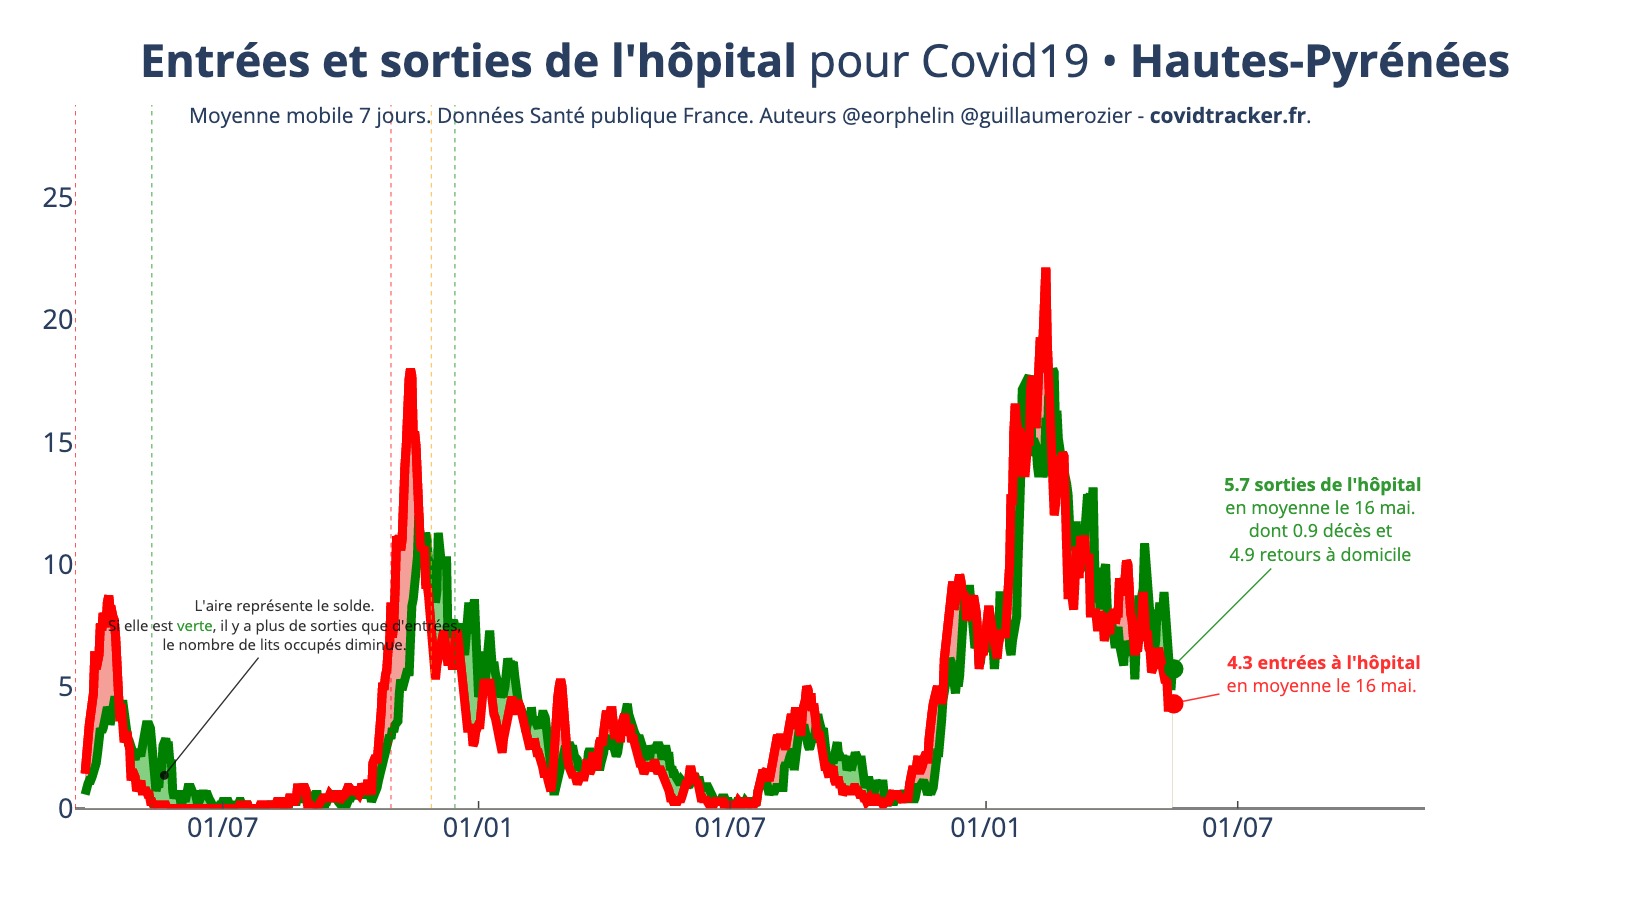 Entrées et sorties de l'hôpital pour Covid19 • Hautes-Pyrénées
Moyenne mobile 7 jours. Données Santé publique France. Auteurs @eorphelin @guillaumerozier - covidtracker.fr.
25
20
15
10
5
0
L'aire représente le solde.
Si elle est verte, il y a plus de sorties que d'entrées,
le nombre de lits occupés diminue.
5.7 sorties de l'hôpital
en moyenne le 16 mai.
dont 0.9 décès et
4.9 retours à domicile
4.3 entrées à l'hôpital
en moyenne le 16 mai.
01/07
01/01
01/07
01/01
01/07